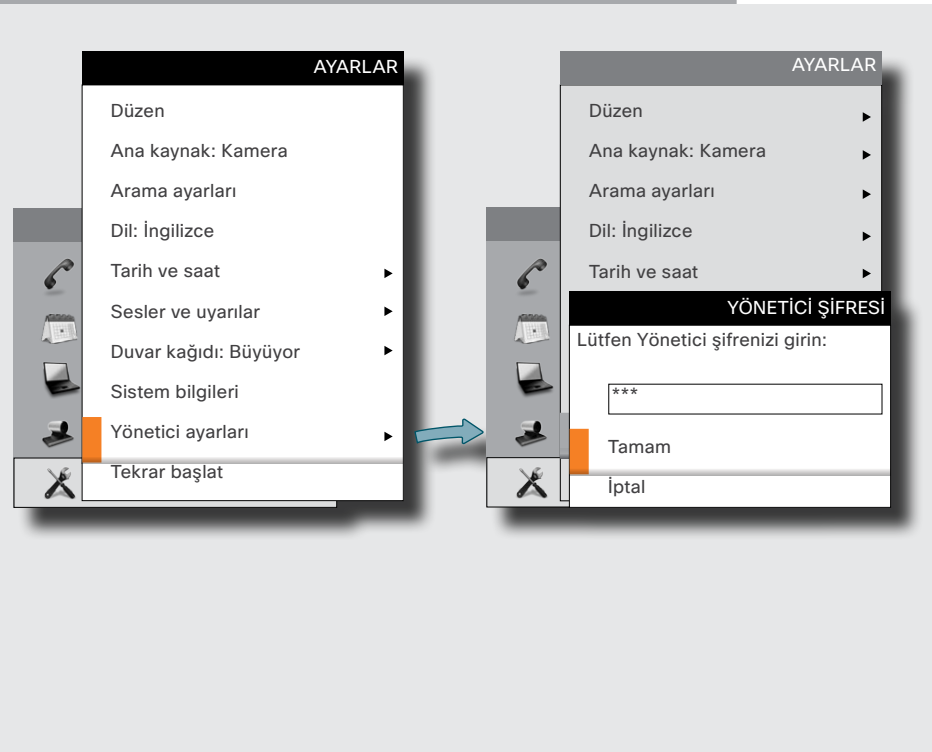 AYARLAR
Düzen
Ana kaynak: Kamera
Arama ayarları
Dil: İngilizce
Tarih ve saat
Sesler ve uyarılar
Duvar kağıdı: Büyüyor
Sistem bilgileri
Yönetici ayarları
Tekrar başlat
AYARLAR
Düzen
Ana kaynak: Kamera
Arama ayarları
Dil: İngilizce
Tarih ve saat
YÖNETİCİ ŞİFRESİ
Lütfen Yönetici şifrenizi girin:
***
Tamam
İptal